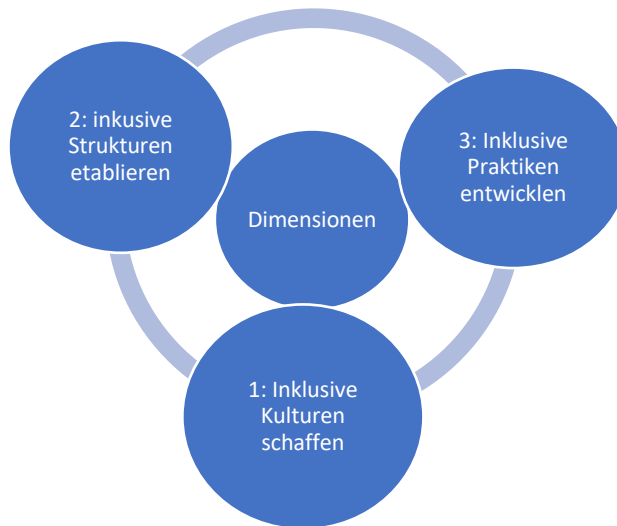 2: inkusive
Strukturen
etablieren
3: Inklusive
Praktiken
entwicklen
Dimensionen
1: Inklusive
Kulturen
schaffen